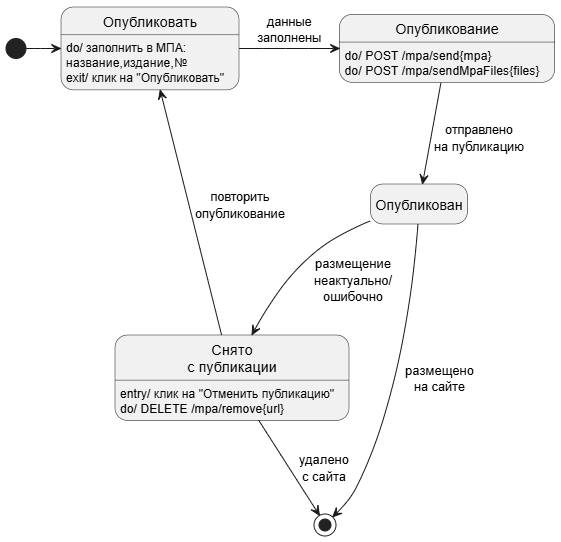 Опубликовать
do/ заполнить в МПА:
название,издание,№
exit/ клик на "Опубликовать"
данные
заполнены
Опубликование
do/ POST /mpa/send{mpa}
do/ POST /mpa/sendMpaFiles{files}
отправлено
на публикацию
Опубликован
повторить
опубликование
размещение
неактуально/
ошибочно
Снято
с публикации
entry/ клик на "Отменить публикацию"
do/ DELETE /mpa/remove{url}
размещено
на сайте
удалено
с сайта